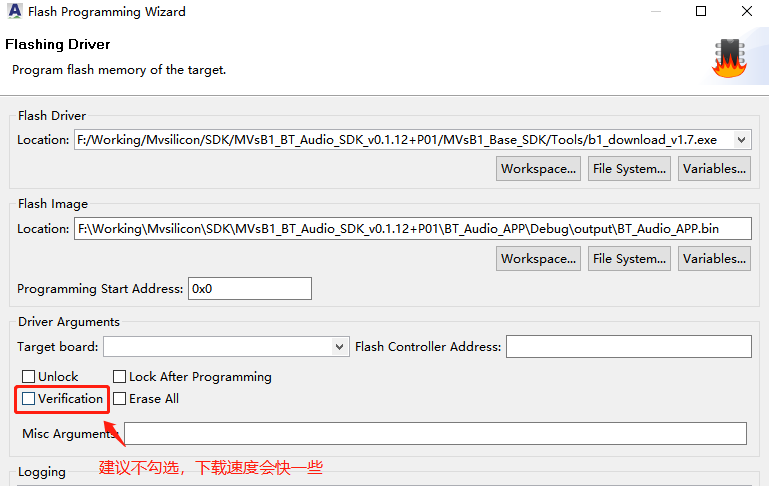 Flash Programming Wizard
Flashing Driver
Program flash memory of the target.
Flash Driver
Location: F:/Working/Mvsilicon/SDK/MVsB1_BT_Audio_SDK_v0.1.12+P01/MVsB1_Base_SDK/Tools/b1_download_v1.7.exe
Workspace... File System... Variables...
Flash Image
Location: F:\Working\Mvsilicon\SDK\MVsB1_BT_Audio_SDK_v0.1.12+P01\BT_Audio_APP\Debug\output\BT_Audio_APP.bin
Workspace... File System... Variables...
Programming Start Address: 0x0
Driver Arguments
Target board: Flash Controller Address:
Unlock Lock After Programming
Verification Erase All
Misc Arguments:
建议不勾选，下载速度会快一些
Logging